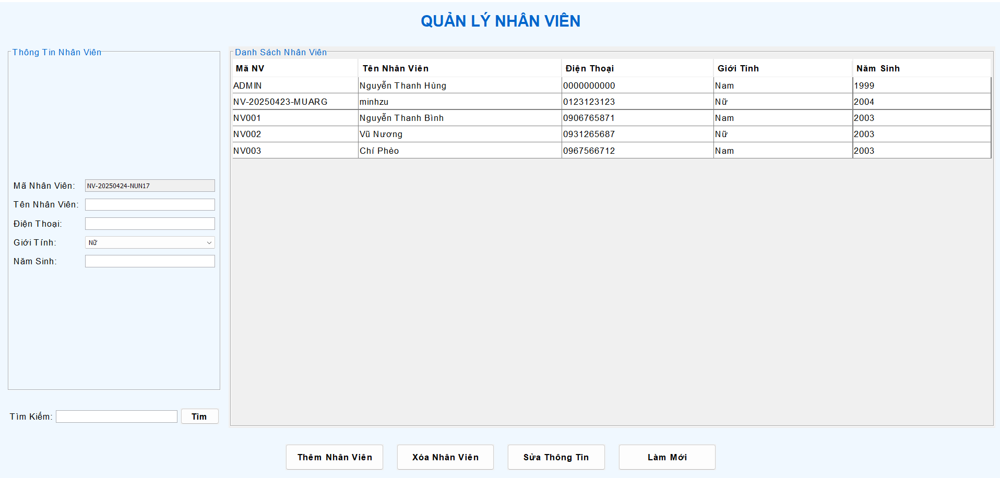 QUẢN LÝ NHÂN VIÊN
Thông Tin Nhân Viên
Mã Nhân Viên: NV-20250424-NUN17
Tên Nhân Viên:
Điện Thoại:
Giới Tính: Nữ
Năm Sinh:
Tìm Kiếm: Tìm
Danh Sách Nhân Viên
Mã NV Tên Nhân Viên Điện Thoại Giới Tính Năm Sinh
ADMIN Nguyễn Thanh Hùng 0000000000 Nam 1999
NV-20250423-MUARG minhzu 0123123123 Nữ 2004
NV001 Nguyễn Thanh Bình 0906765871 Nam 2003
NV002 Vũ Nương 0931265687 Nữ 2003
NV003 Chí Phèo 0967566712 Nam 2003
Thêm Nhân Viên Xóa Nhân Viên Sửa Thông Tin Làm Mới